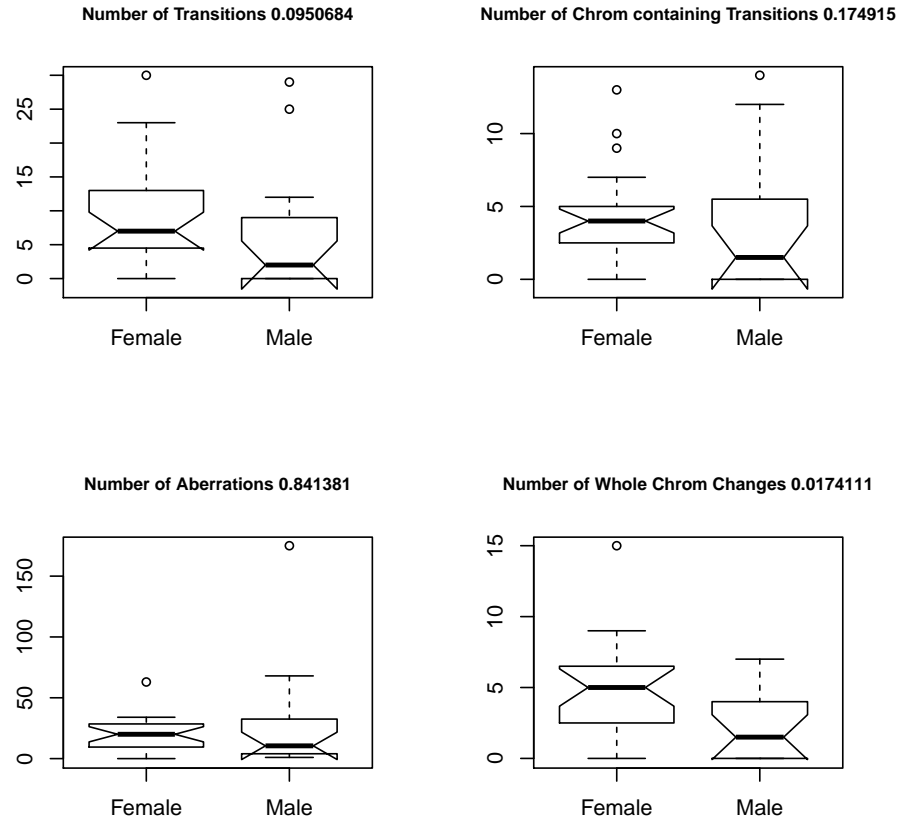 Number of Transitions 0.0950684
25
15
5
0
Female Male
Number of Chrom containing Transitions 0.174915
10
5
0
Female Male
Number of Aberrations 0.841381
150
100
50
0
Female Male
Number of Whole Chrom Changes 0.0174111
15
10
5
0
Female Male